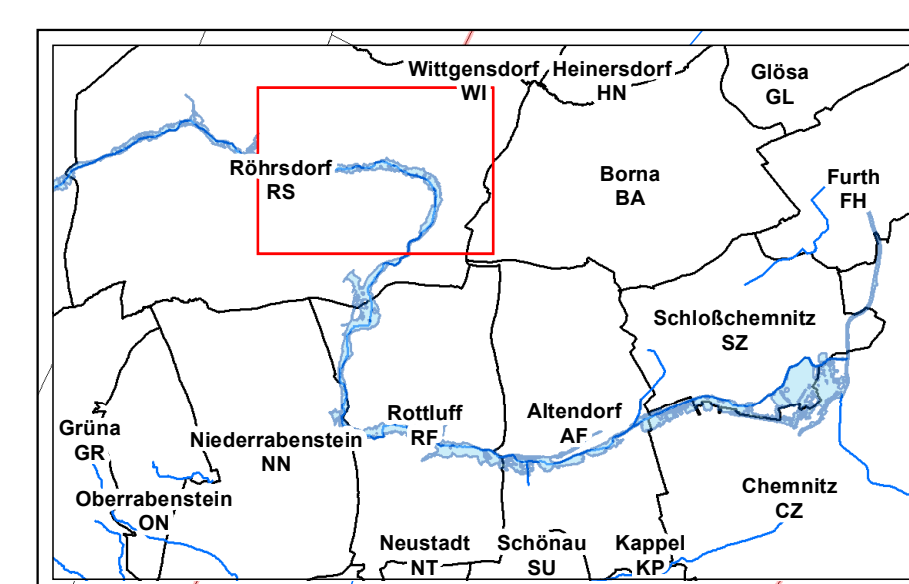 Wittgensdorf
WI
Heinersdorf
HN
Glösa
GL
Röhrsdorf
RS
Borna
BA
Furth
FH
Schloßchemnitz
SZ
Grüna
GR
Niederrabenstein
NN
Rottluff
RF
Altendorf
AF
Oberrabenstein
ON
Chemnitz
CZ
Neustadt
NT
Schönau
SU
Kappel
KP